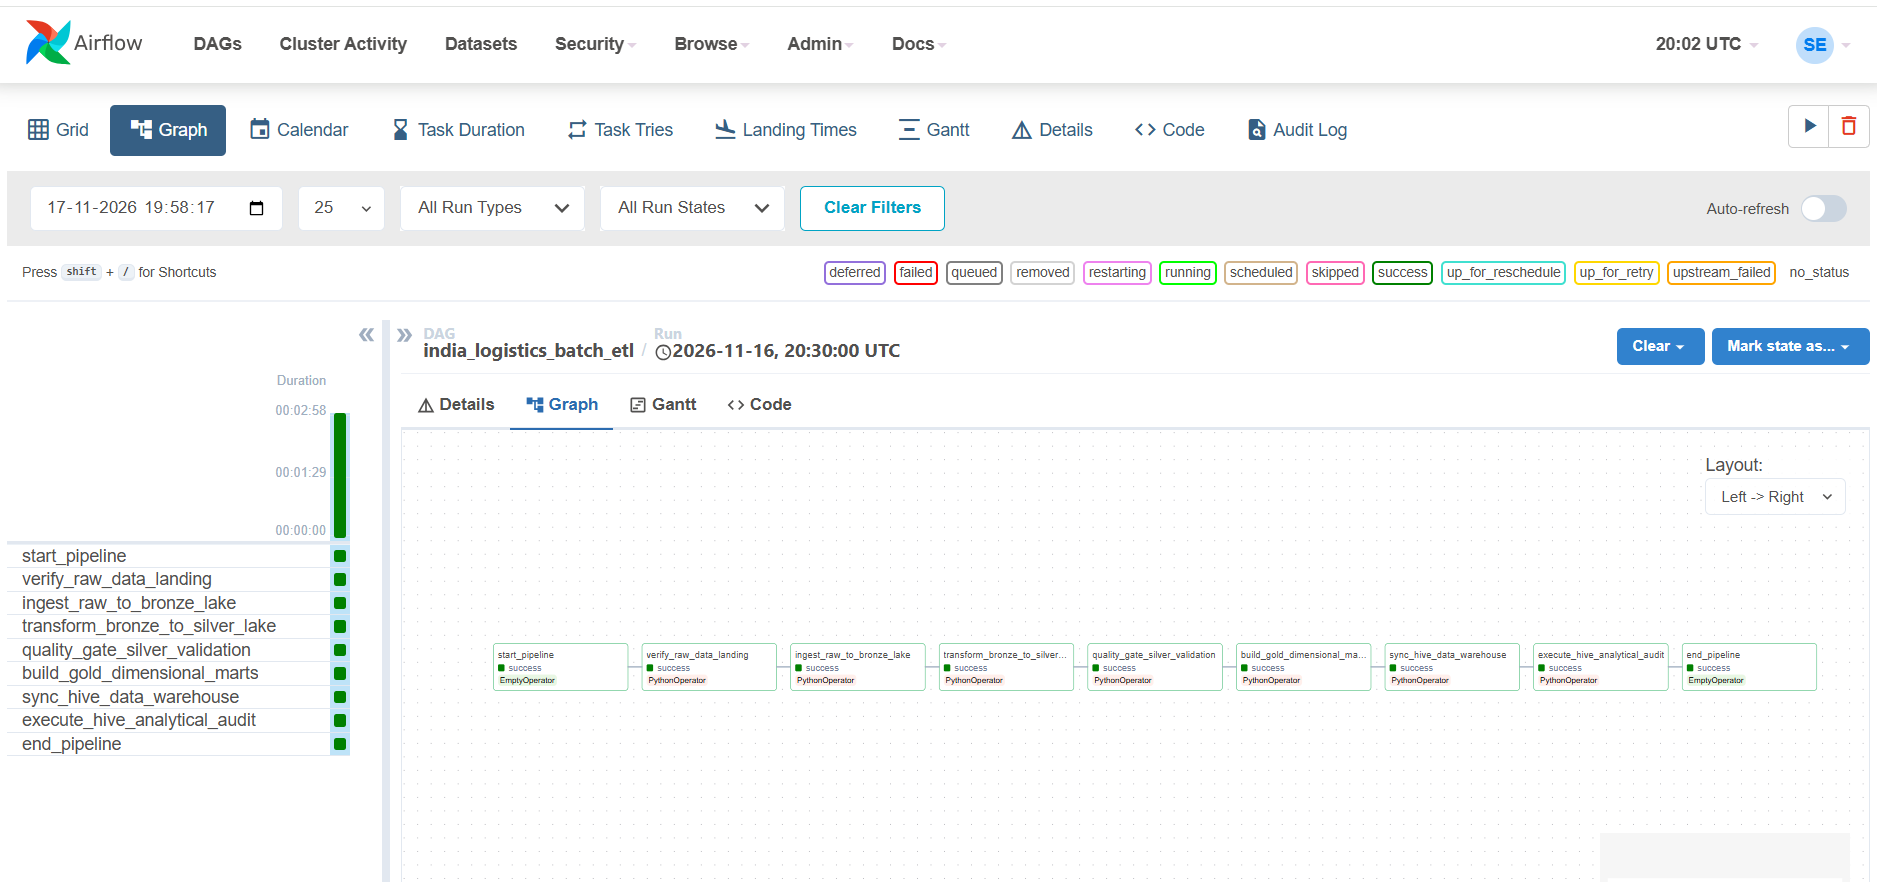 Airflow DAGs Cluster Activity Datasets Security Browse Admin Docs 20:02 UTC SE
Grid Graph Calendar Task Duration Task Tries Landing Times Gantt Details Code Audit Log
17-11-2026 19:58:17 25 All Run Types All Run States Clear Filters Auto-refresh
Press shift + / for Shortcuts deferred failed queued removed restarting running scheduled skipped success up_for_reschedule up_for_retry upstream_failed no_status
DAG Run
india_logistics_batch_etl / 2026-11-16, 20:30:00 UTC Clear Mark state as...
Details Graph Gantt Code
Duration
00:02:58
00:01:29
00:00:00
start_pipeline
verify_raw_data_landing
ingest_raw_to_bronze_lake
transform_bronze_to_silver_lake
quality_gate_silver_validation
build_gold_dimensional_marts
sync_hive_data_warehouse
execute_hive_analytical_audit
end_pipeline
Layout:
Left -> Right
start_pipeline
success
EmptyOperator
verify_raw_data_landing
success
PythonOperator
ingest_raw_to_bronze_lake
success
PythonOperator
transform_bronze_to_silver...
success
PythonOperator
quality_gate_silver_validation
success
PythonOperator
build_gold_dimensional_ma...
success
PythonOperator
sync_hive_data_warehouse
success
PythonOperator
execute_hive_analytical_audit
success
PythonOperator
end_pipeline
success
EmptyOperator